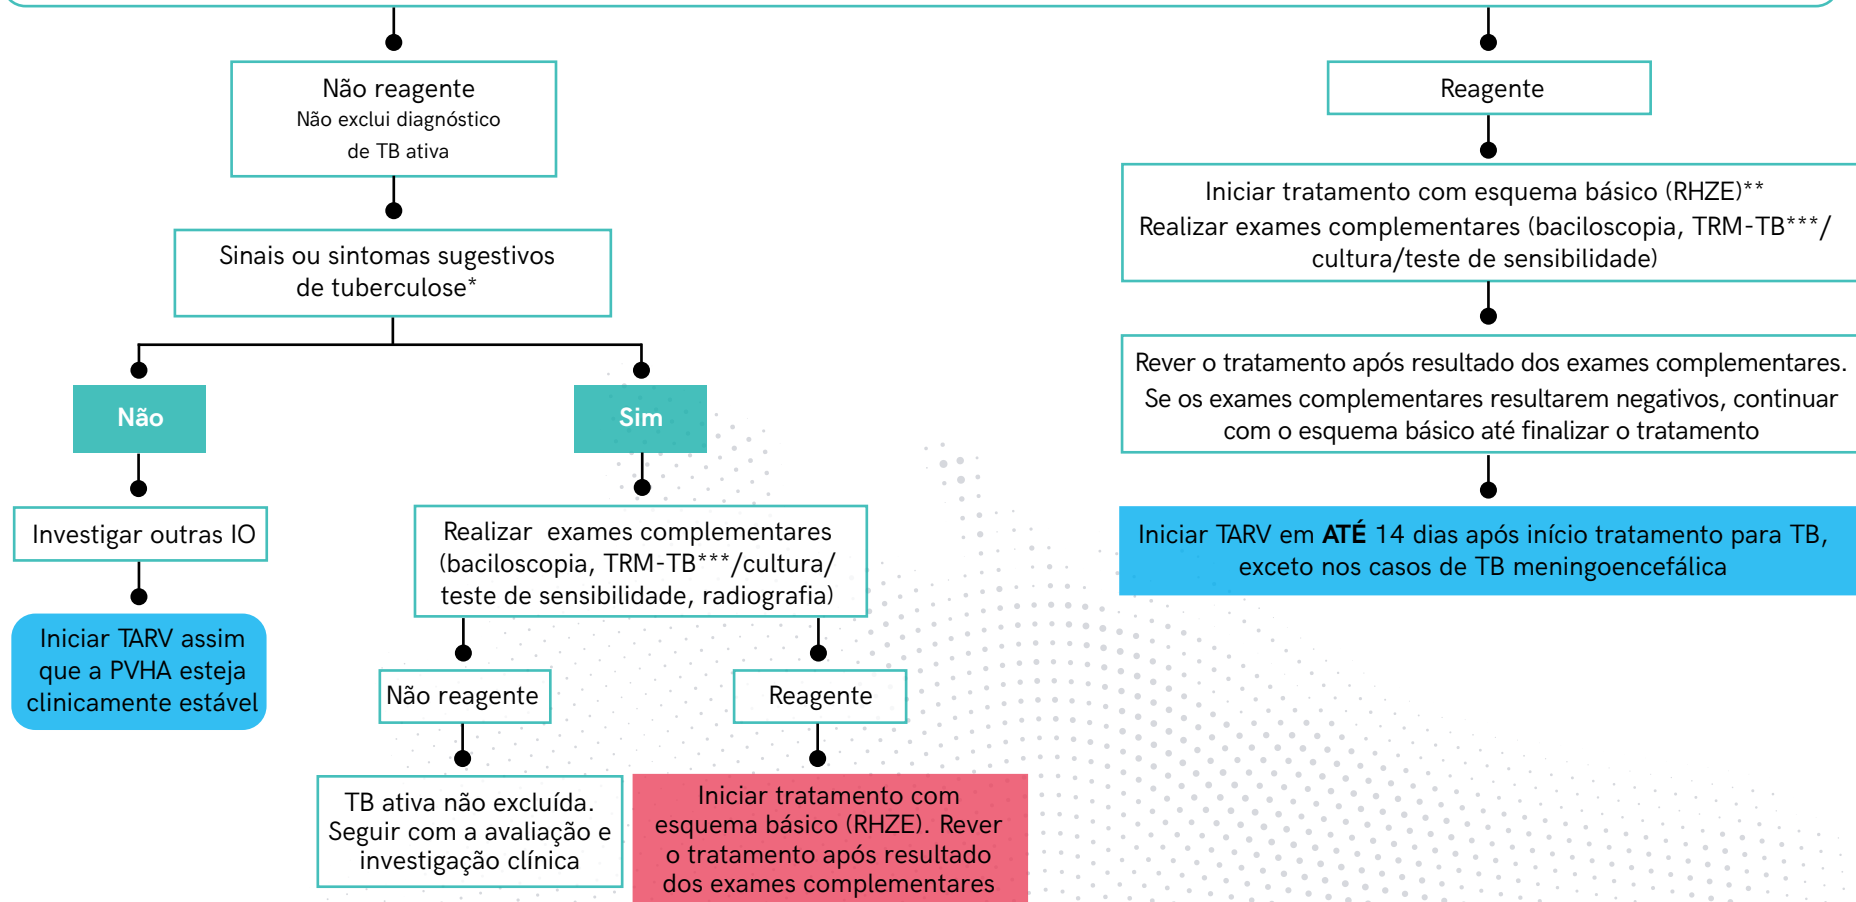 Não reagente
Não exclui diagnóstico
de TB ativa
Sinais ou sintomas sugestivos
de tuberculose*
Não
Sim
Investigar outras IO
Iniciar TARV assim
que a PVHA esteja
clinicamente estável
Realizar exames complementares
(baciloscopia, TRM-TB***/cultura/
teste de sensibilidade, radiografia)
Não reagente
Reagente
TB ativa não excluída.
Seguir com a avaliação e
investigação clínica
Iniciar tratamento com
esquema básico (RHZE). Rever
o tratamento após resultado
dos exames complementares
Reagente
Iniciar tratamento com esquema básico (RHZE)**
Realizar exames complementares (baciloscopia, TRM-TB***/
cultura/teste de sensibilidade)
Rever o tratamento após resultado dos exames complementares.
Se os exames complementares resultarem negativos, continuar
com o esquema básico até finalizar o tratamento
Iniciar TARV em ATÉ 14 dias após início tratamento para TB,
exceto nos casos de TB meningoencefálica